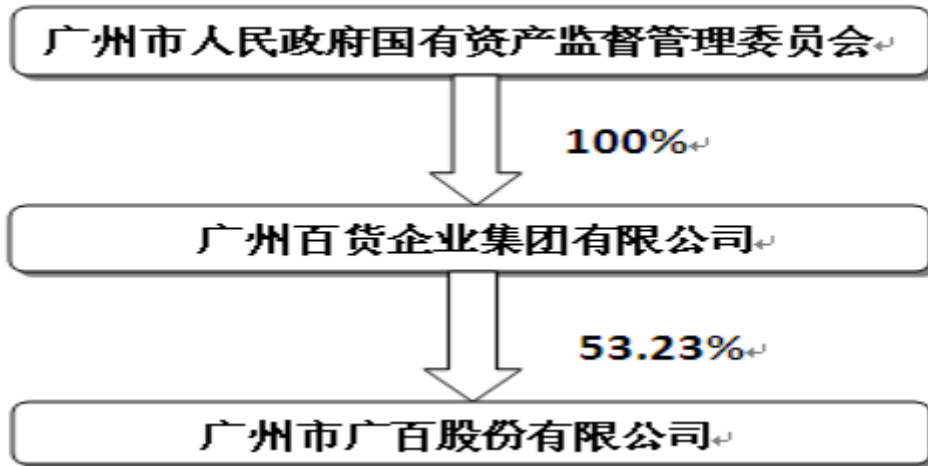 广州市人民政府国有资产监督管理委员会
100%
广州百货企业集团有限公司
53.23%
广州市广百股份有限公司